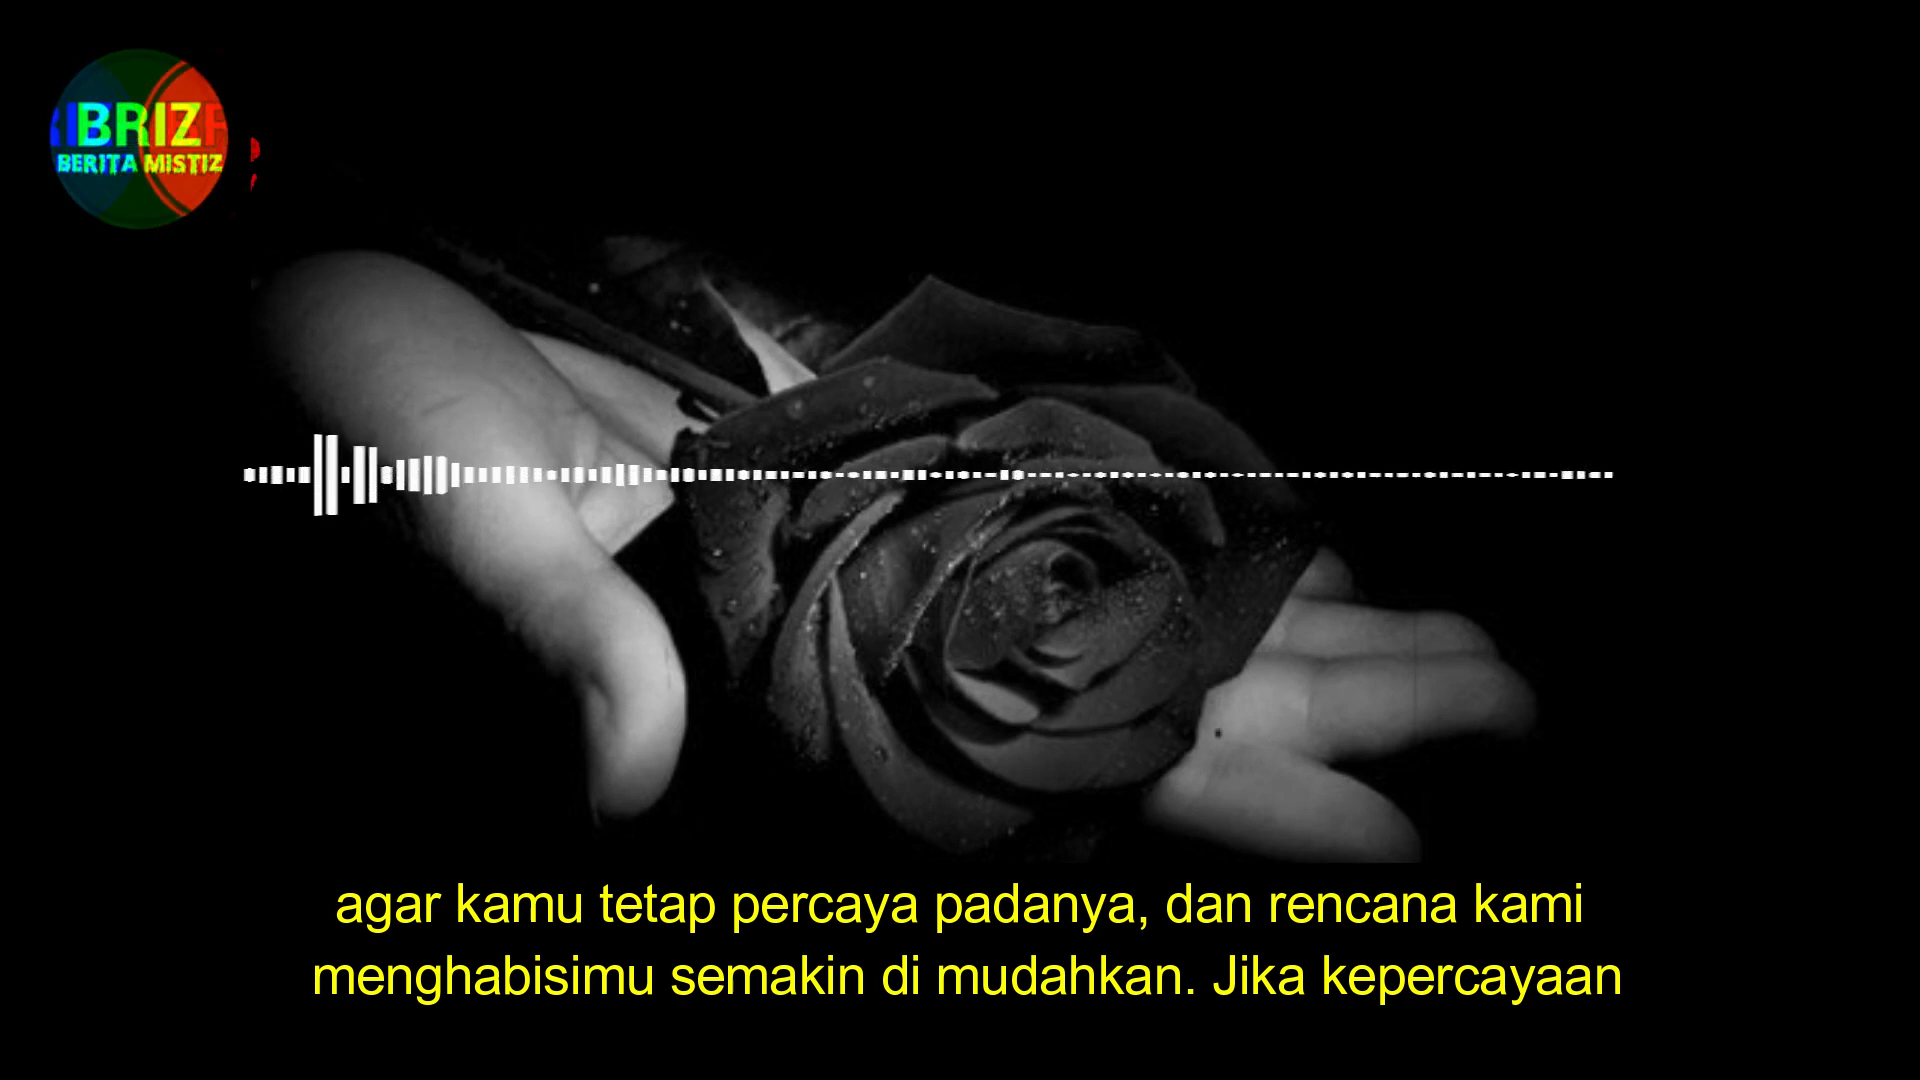 BRIZ
BERITA MISTIZ
agar kamu tetap percaya padanya, dan rencana kami
menghabisimu semakin di mudahkan. Jika kepercayaan